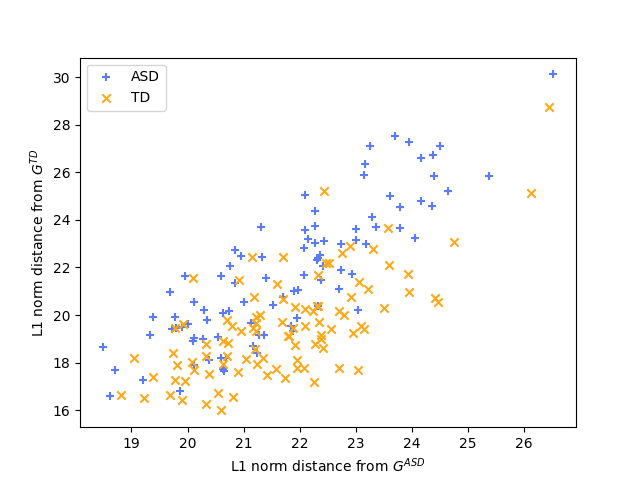 ASD
TD
30
28
26
24
22
20
18
16
L1 norm distance from G^{TD}
19 20 21 22 23 24 25 26
L1 norm distance from G^{ASD}